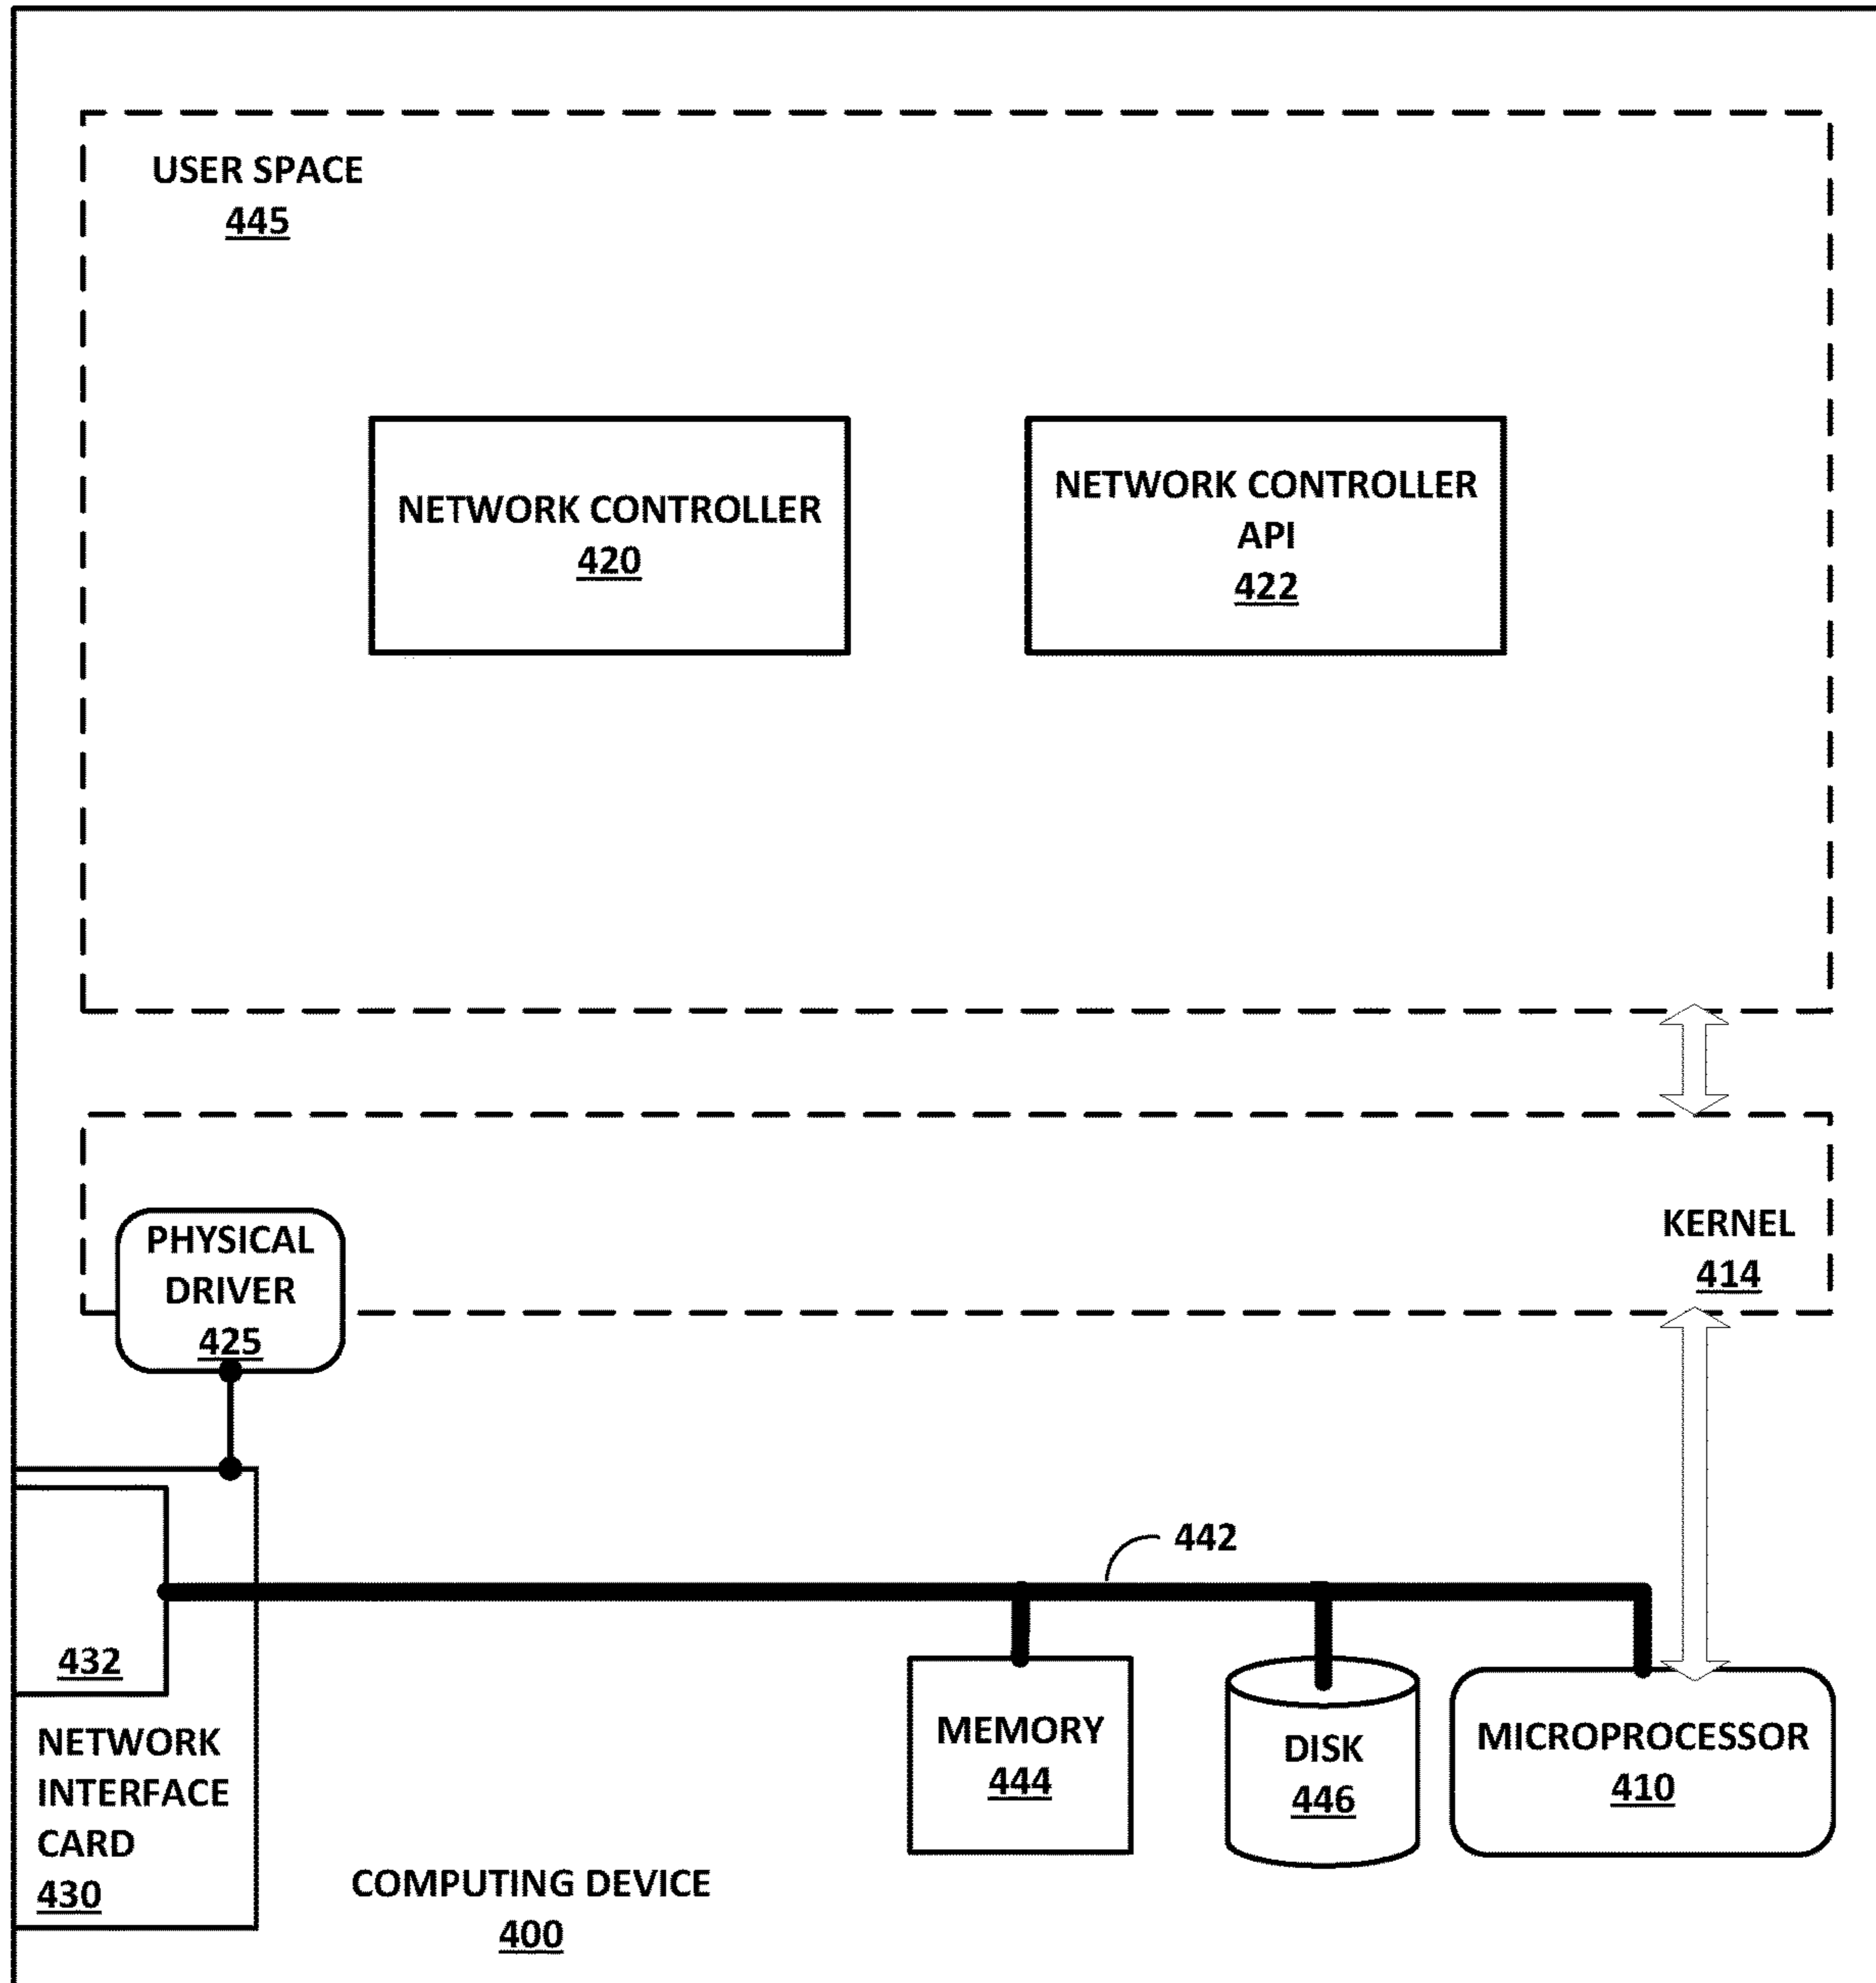 USER SPACE
445
NETWORK CONTROLLER
420
NETWORK CONTROLLER
API
422
PHYSICAL
DRIVER
425
KERNEL
414
442
432
NETWORK
INTERFACE
CARD
430
MEMORY
444
DISK
446
MICROPROCESSOR
410
COMPUTING DEVICE
400